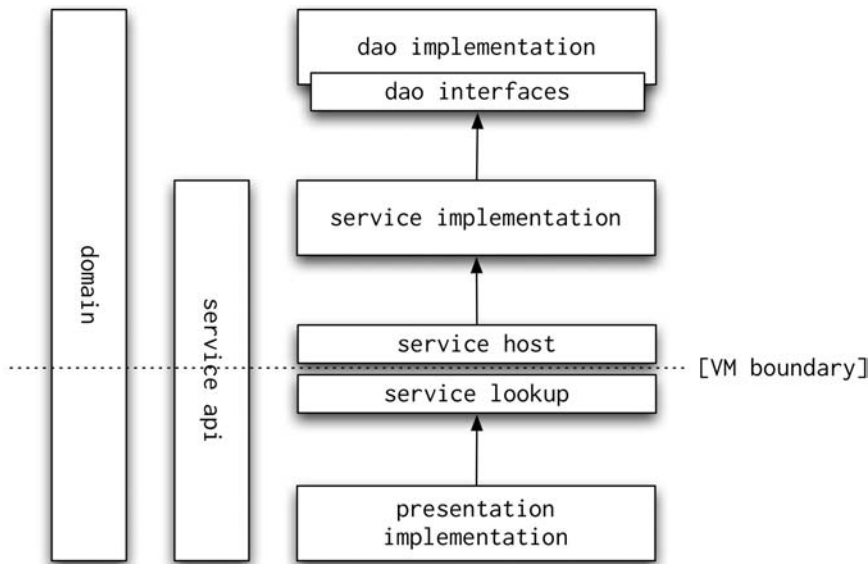 dao implementation
dao interfaces
service implementation
domain
service api
service host
[VM boundary]
service lookup
presentation
implementation